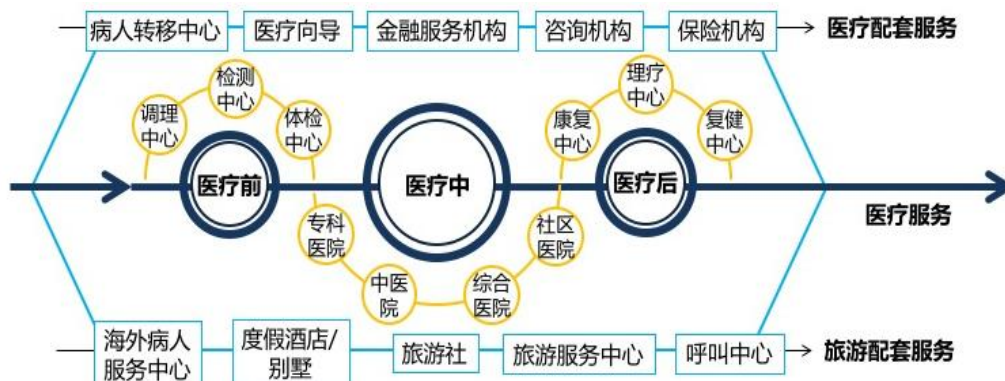 病人转移中心 医疗向导 金融服务机构 咨询机构 保险机构 医疗配套服务
调理
中心
检测
中心
体检
中心
康复
中心
理疗
中心
复健
中心
医疗前 医疗中 医疗后
医疗服务
专科
医院
中医
院
综合
医院
社区
医院
海外病人
服务中心
度假酒店/
别墅
旅游社
旅游服务中心
呼叫中心
旅游配套服务